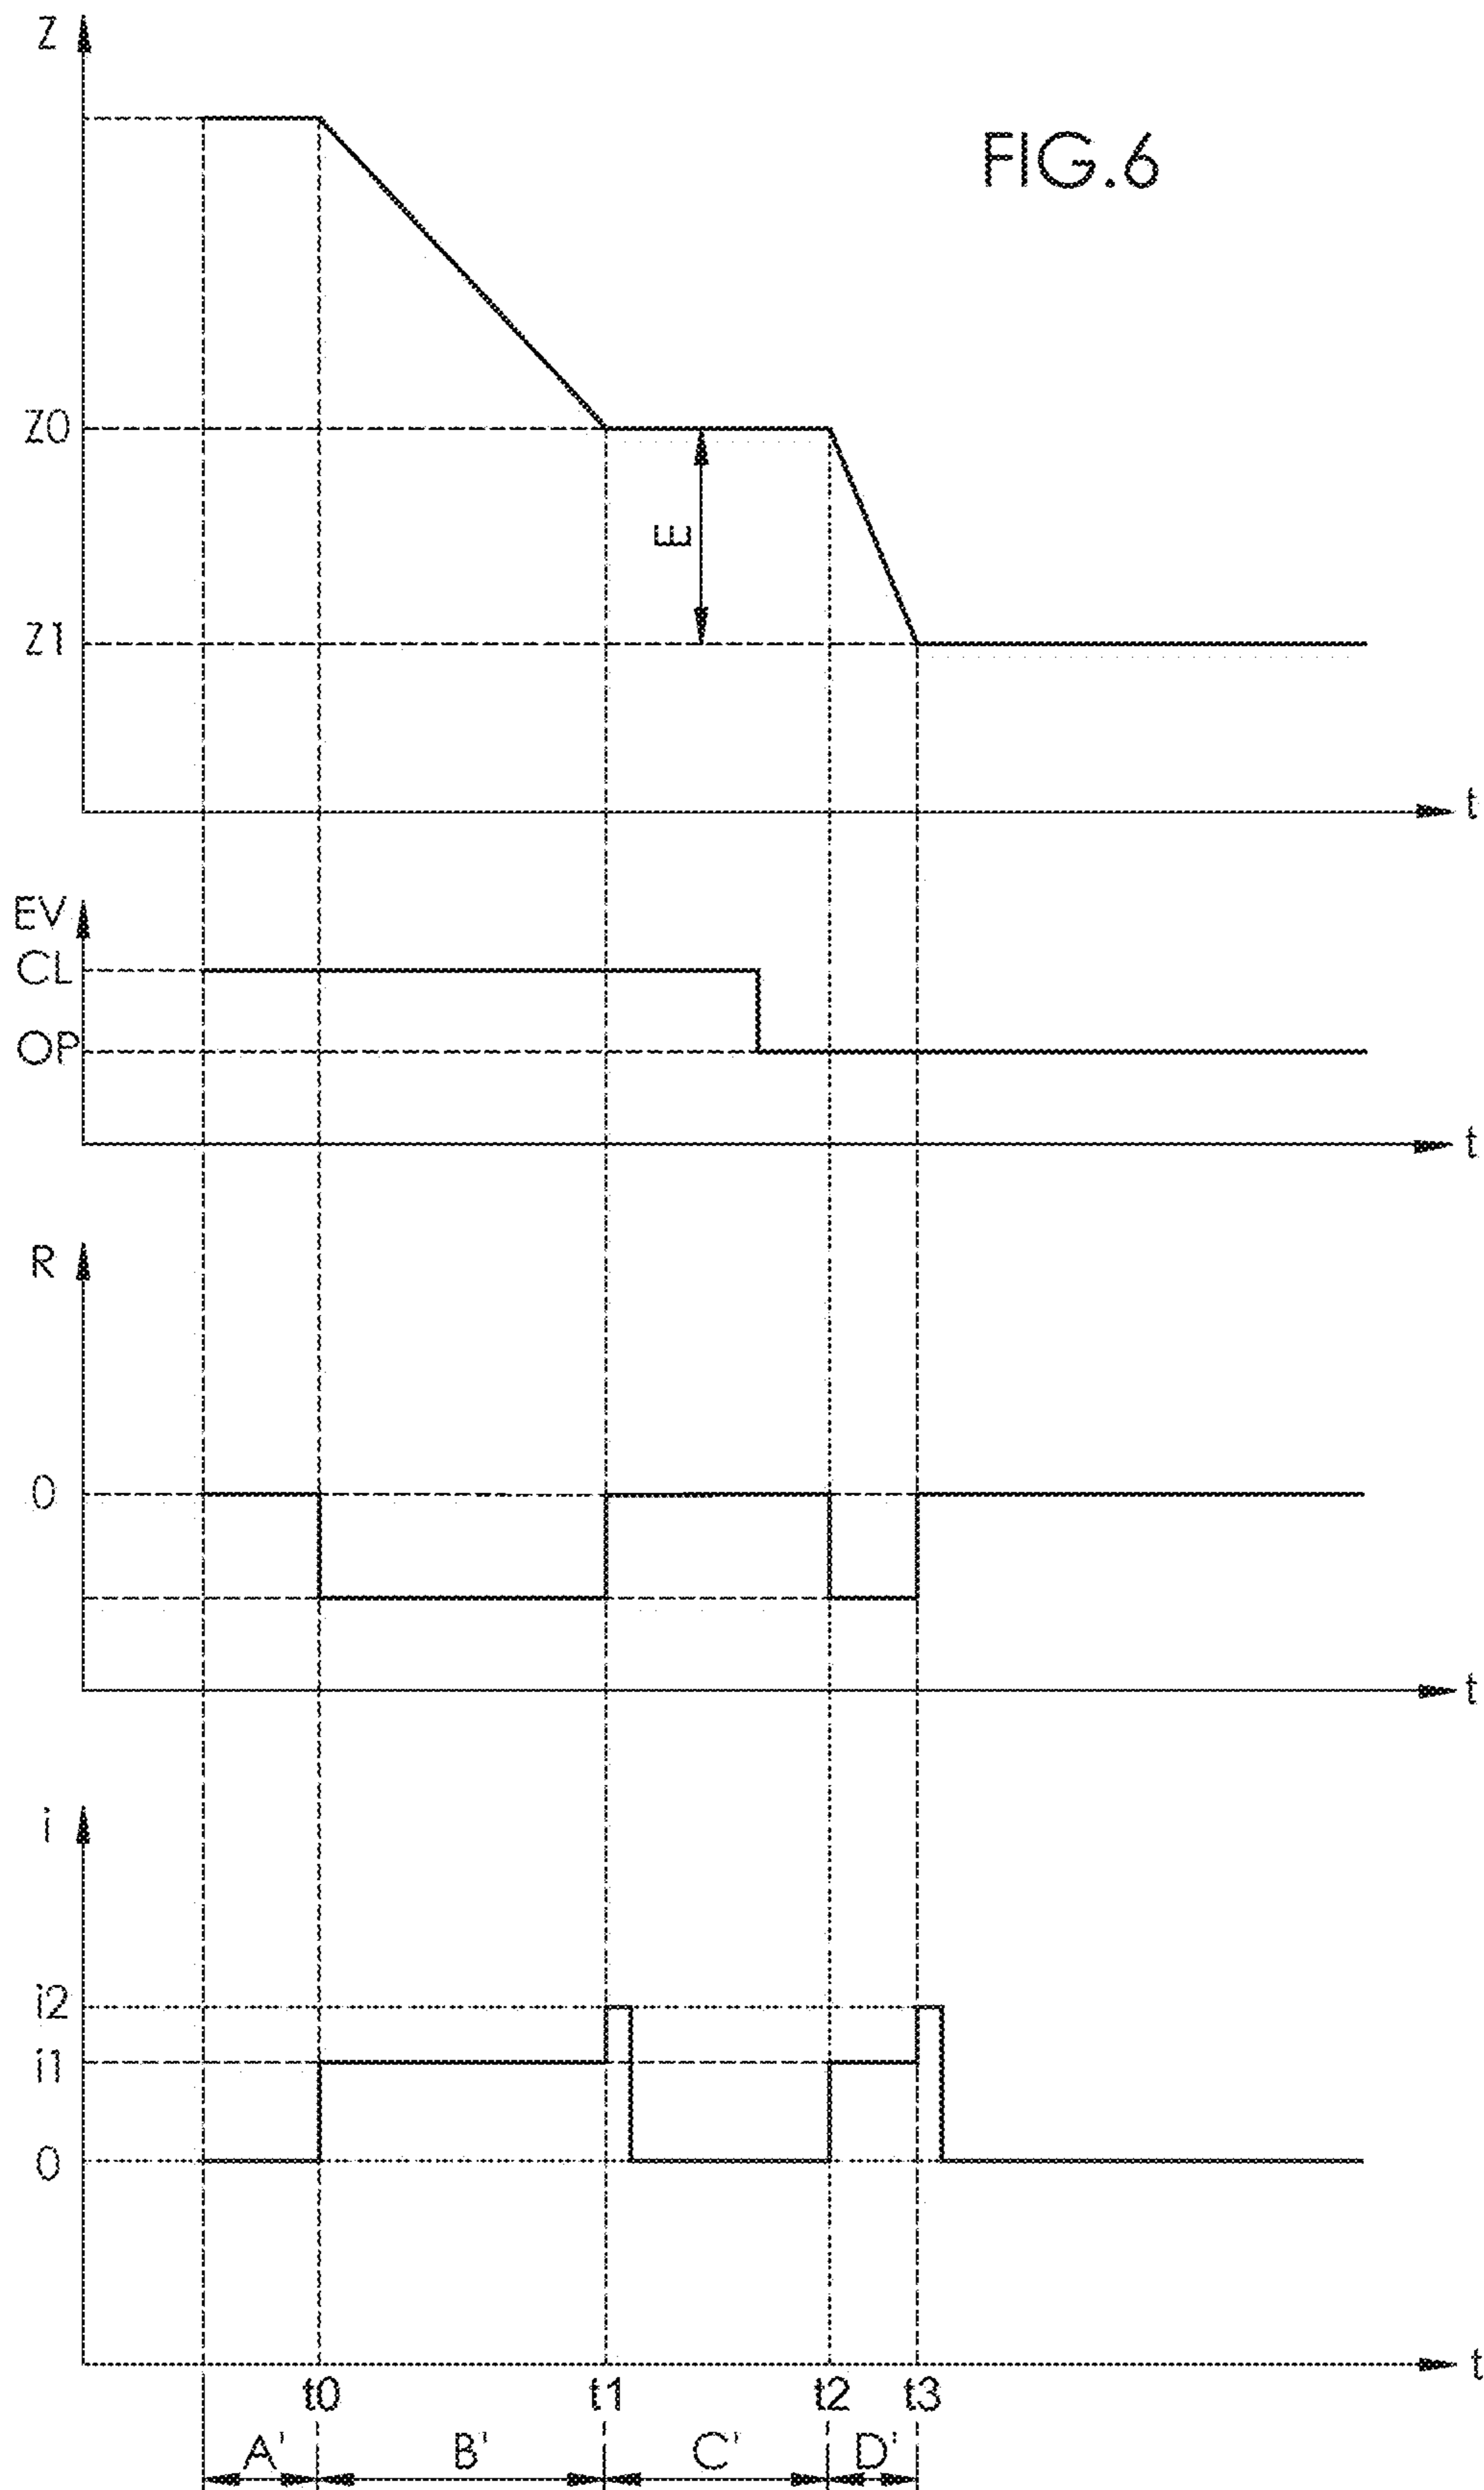 Z
FIG.6
Z0
E
Z1
t
EV
CL
OP
t
R
0
t
i
i2
i1
0
t
t0 t1 t2 t3
A' B' C' D'